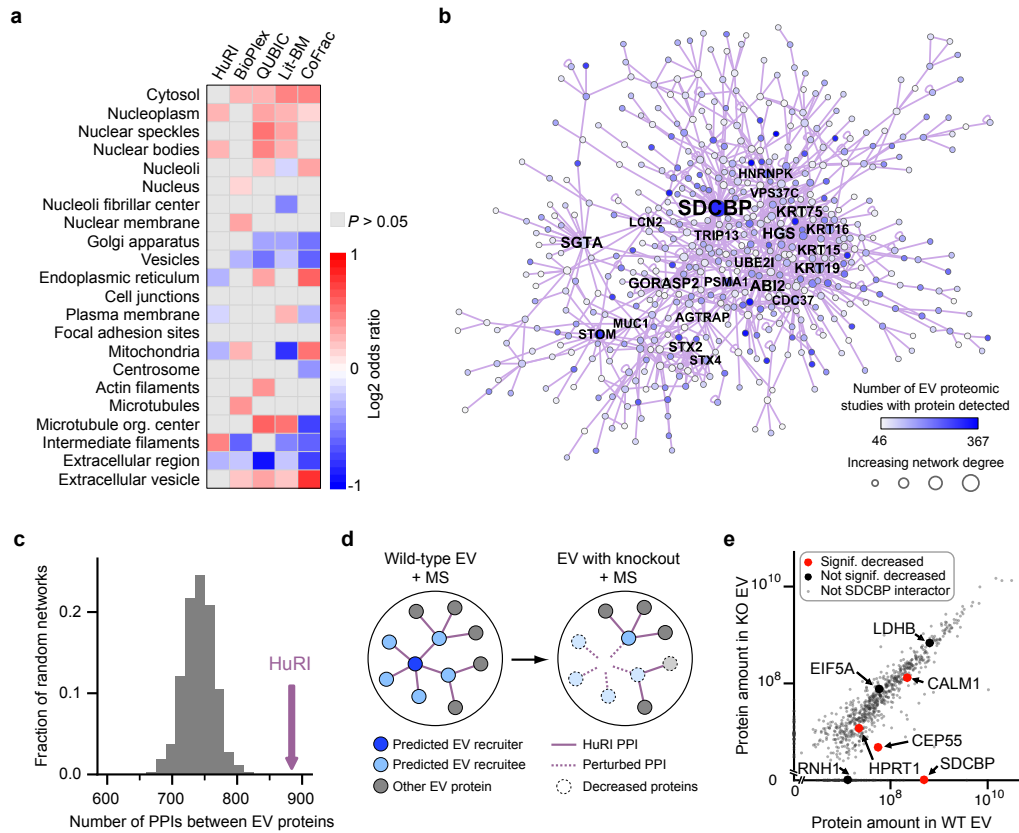 a
HuRI
BioPlex
QUBIC
Lit-BM
CoFrac
Cytosol
Nucleoplasm
Nuclear speckles
Nuclear bodies
Nucleoli
Nucleus
Nucleoli fibrillar center
Nuclear membrane
Golgi apparatus
Vesicles
Endoplasmic reticulum
Cell junctions
Plasma membrane
Focal adhesion sites
Mitochondria
Centrosome
Actin filaments
Microtubules
Microtubule org. center
Intermediate filaments
Extracellular region
Extracellular vesicle
P > 0.05
1
0
-1
Log2 odds ratio
b
HNRNPK
VPS37C
SDCBP
KRT75
LCN2
TRIP13
HGS
KRT16
SGTA
KRT15
UBE2I
KRT19
GORASP2
PSMA1
ABI2
CDC37
AGTRAP
MUC1
STOM
STX2
STX4
Number of EV proteomic
studies with protein detected
46 367
Increasing network degree
c
Fraction of random networks
0.2
0.1
0.0
HuRI
600 700 800 900
Number of PPIs between EV proteins
d
Wild-type EV
+ MS
EV with knockout
+ MS
Predicted EV recruiter
Predicted EV recruitee
Other EV protein
HuRI PPI
Perturbed PPI
Decreased proteins
e
Signif. decreased
Not signif. decreased
Not SDCBP interactor
Protein amount in KO EV
10^10
10^8
0
LDHB
EIF5A
CALM1
CEP55
RNH1
HPRT1
SDCBP
0 10^8 10^10
Protein amount in WT EV